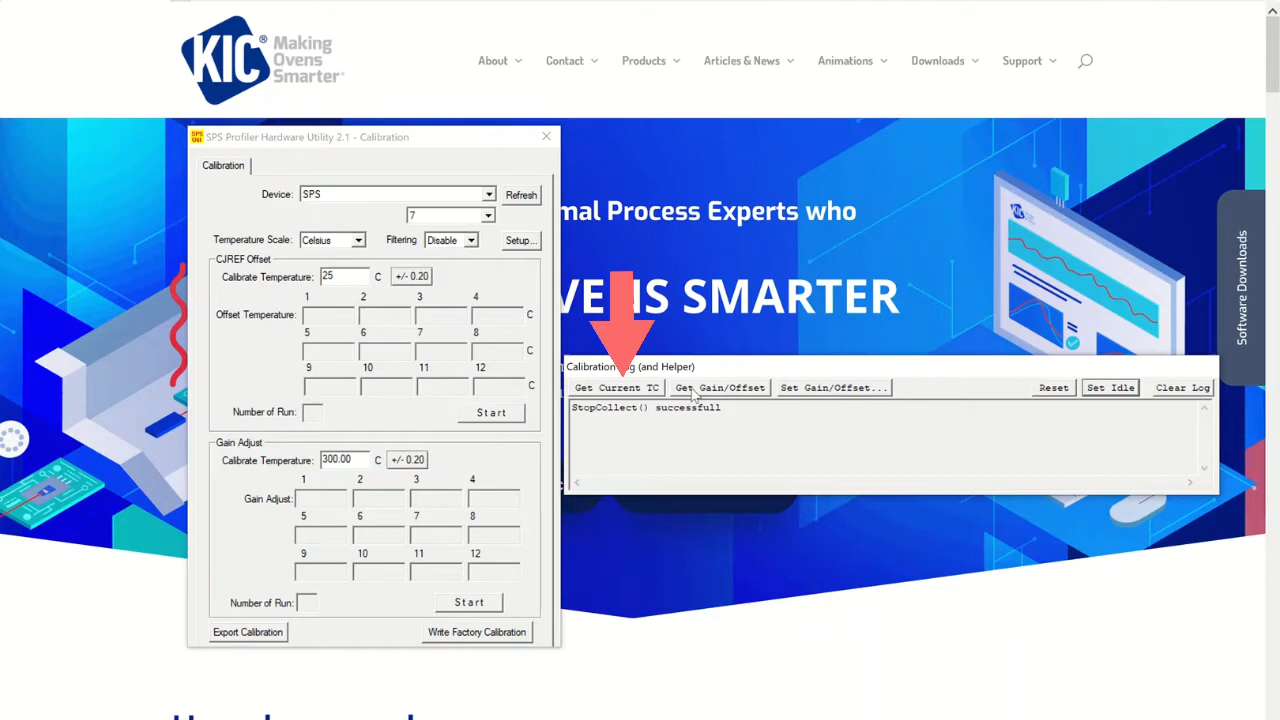 KIC® Making
Ovens
Smarter
About
Contact
Products
Articles & News
Animations
Downloads
Support
SPS Profiler Hardware Utility 2.1 - Calibration
Calibration
Device: SPS Refresh
7
Temperature Scale: Celsius Filtering Disable Setup...
CJREF Offset
Calibrate Temperature: 25 C +/- 0.20
1 2 3 4
Offset Temperature: C
5 6 7 8
C
9 10 11 12
C
Number of Run: Start
Gain Adjust
Calibrate Temperature: 300.00 C +/- 0.20
1 2 3 4
Gain Adjust:
5 6 7 8
9 10 11 12
Number of Run: Start
Export Calibration Write Factory Calibration
mal Process Experts who
SMARTER
(and Helper)
Get Current TC Get Gain/Offset Set Gain/Offset... Reset Set Idle Clear Log
StopCollect() successfull
Software Downloads